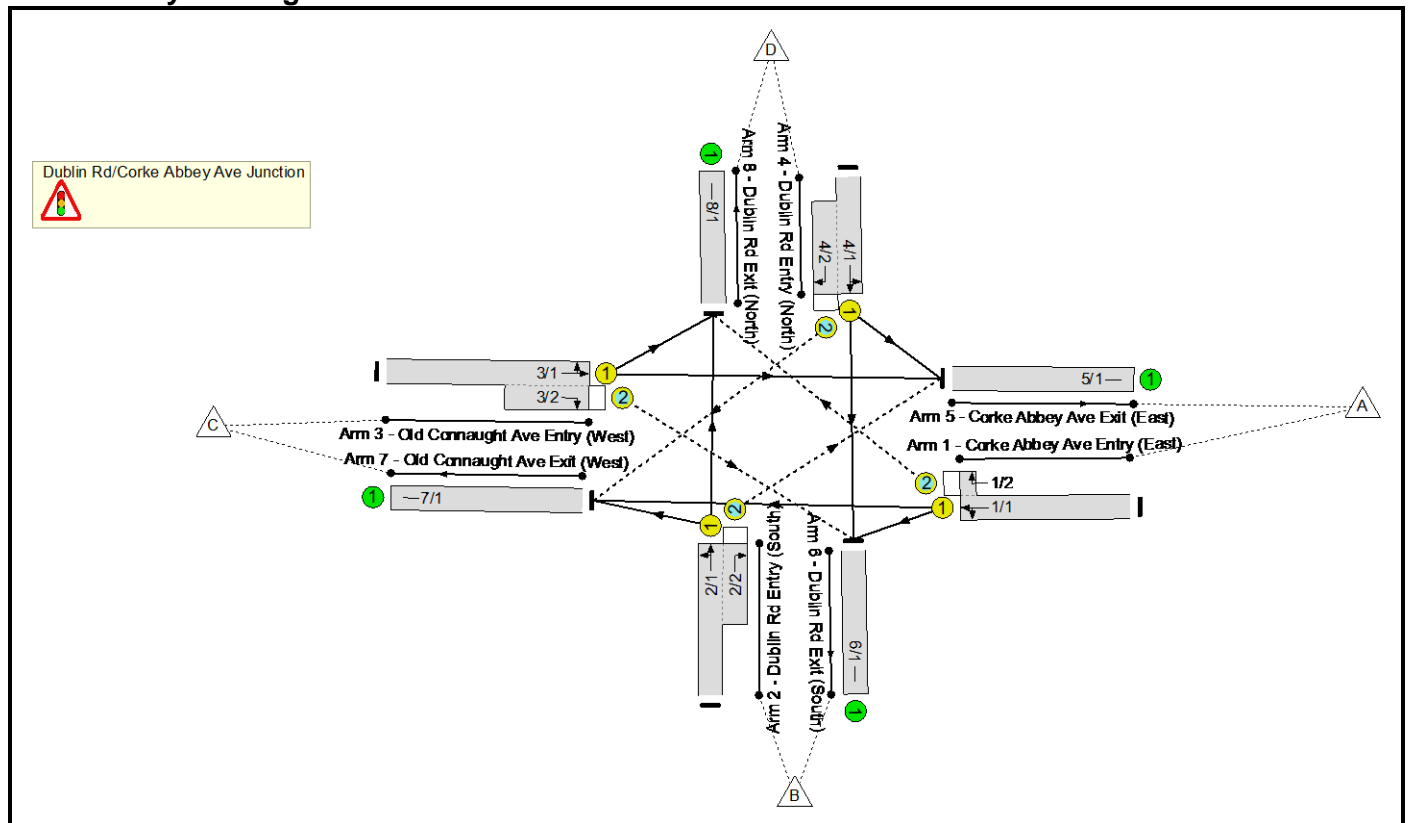 Dublin Rd/Corke Abbey Ave Junction
D
1
Arm 8 - Dublin Rd Exit (North)
Arm 4 - Dublin Rd Entry (North)
8/1
4/2
4/1
1
2
3/1
1
3/2
2
5/1
1
Arm 5 - Corke Abbey Ave Exit (East)
A
C
Arm 3 - Old Connaught Ave Entry (West)
Arm 1 - Corke Abbey Ave Entry (East)
Arm 7 - Old Connaught Ave Exit (West)
2
1/2
1
7/1
1
1/1
1
2
2/1
2/2
Arm 2 - Dublin Rd Entry (South)
Arm 6 - Dublin Rd Exit (South)
6/1
1
B